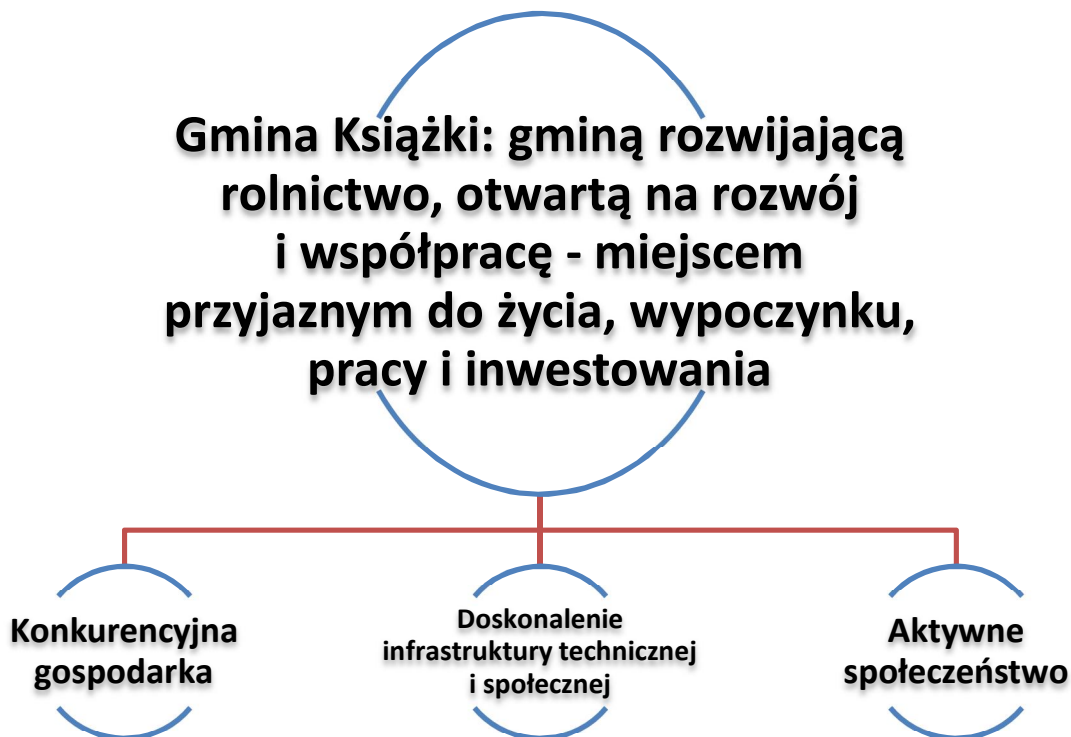 Gmina Książki: gminą rozwijającą
rolnictwo, otwartą na rozwój
i współpracę - miejscem
przyjaznym do życia, wypoczynku,
pracy i inwestowania
Konkurencyjna
gospodarka
Doskonalenie
infrastruktury technicznej
i społecznej
Aktywne
społeczeństwo